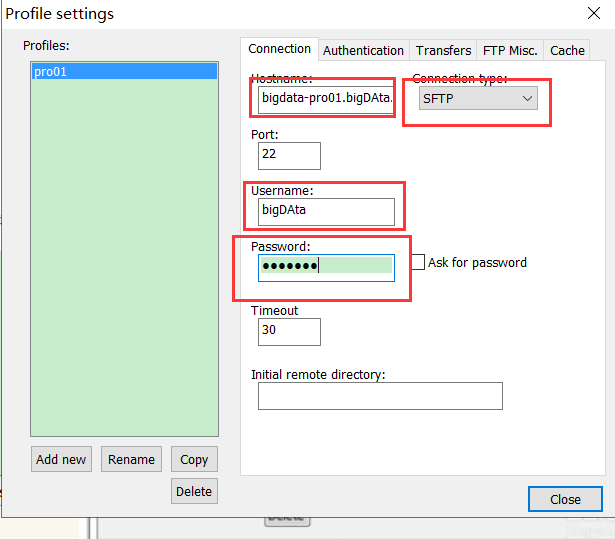 Profile settings
Profiles:
pro01
Connection
Authentication
Transfers
FTP Misc.
Cache
Hostname:
Connection type:
bigdata-pro01.bigDAta.
SFTP
Port:
22
Username:
bigDAta
Password:
●●●●●●●
Ask for password
Timeout
30
Initial remote directory:
Add new
Rename
Copy
Delete
Close
Delete